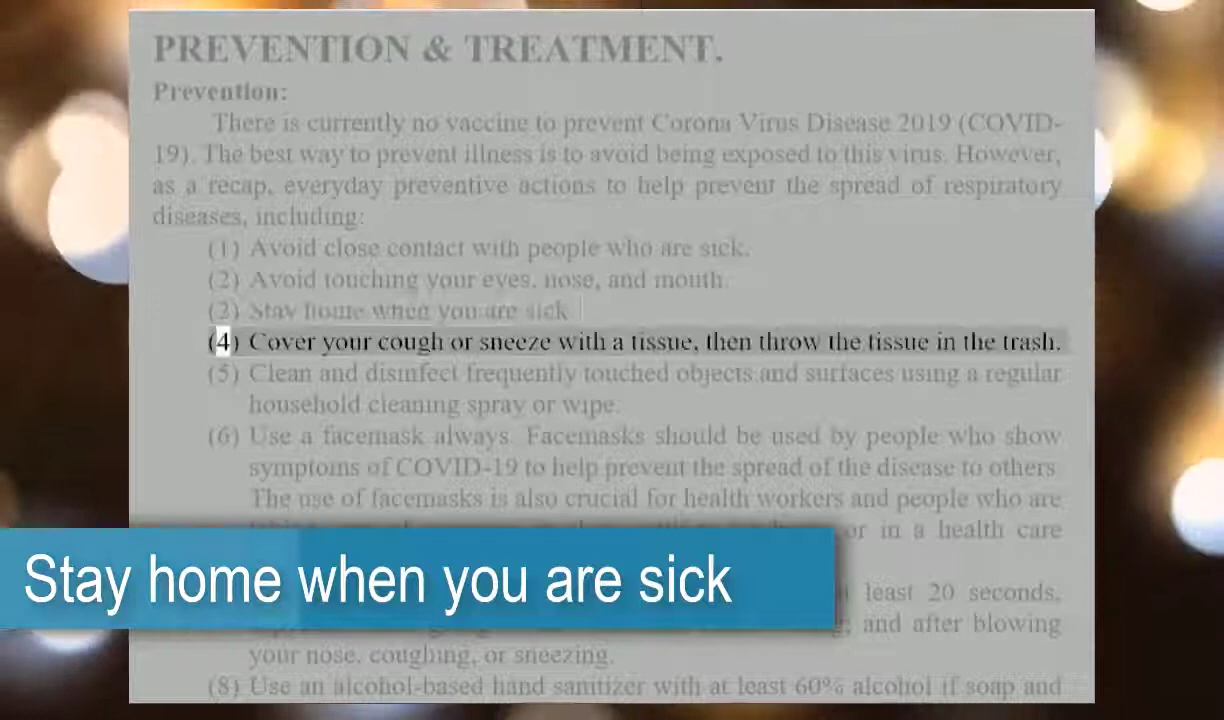 PREVENTION & TREATMENT.
Prevention:
There is currently no vaccine to prevent Corona Virus Disease 2019 (COVID-
19). The best way to prevent illness is to avoid being exposed to this virus. However,
as a recap, everyday preventive actions to help prevent the spread of respiratory
diseases, including:
(1) Avoid close contact with people who are sick.
(2) Avoid touching your eyes, nose, and mouth.
(3) Stay home when you are sick
(4) Cover your cough or sneeze with a tissue, then throw the tissue in the trash.
(5) Clean and disinfect frequently touched objects and surfaces using a regular
household cleaning spray or wipe.
(6) Use a facemask always. Facemasks should be used by people who show
symptoms of COVID-19 to help prevent the spread of the disease to others.
The use of facemasks is also crucial for health workers and people who are
or in a health care
Stay home when you are sick
least 20 seconds,
and after blowing
your nose, coughing, or sneezing.
(8) Use an alcohol-based hand sanitizer with at least 60% alcohol if soap and